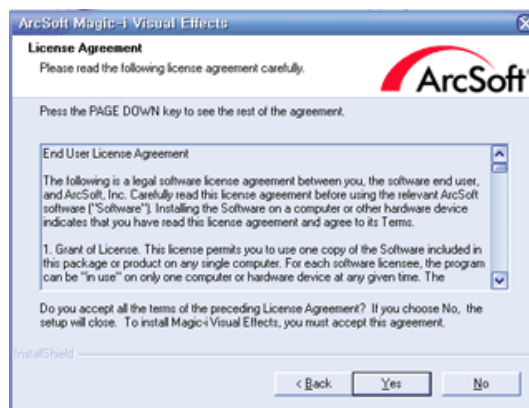 ArcSoft Magic-i Visual Effects
License Agreement
Please read the following license agreement carefully.
ArcSoft
Press the PAGE DOWN key to see the rest of the agreement.
End User License Agreement
The following is a legal software license agreement between you, the software end user,
and ArcSoft, Inc. Carefully read this license agreement before using the relevant ArcSoft
software ("Software"). Installing the Software on a computer or other hardware device
indicates that you have read this license agreement and agree to its Terms.
1. Grant of License. This license permits you to use one copy of the Software included in
this package or product on any single computer. For each software licensee, the program
can be "in use" on only one computer or hardware device at any given time. The
Do you accept all the terms of the preceding License Agreement? If you choose No, the
setup will close. To install Magic-i Visual Effects, you must accept this agreement.
InstallShield
< Back
Yes
No